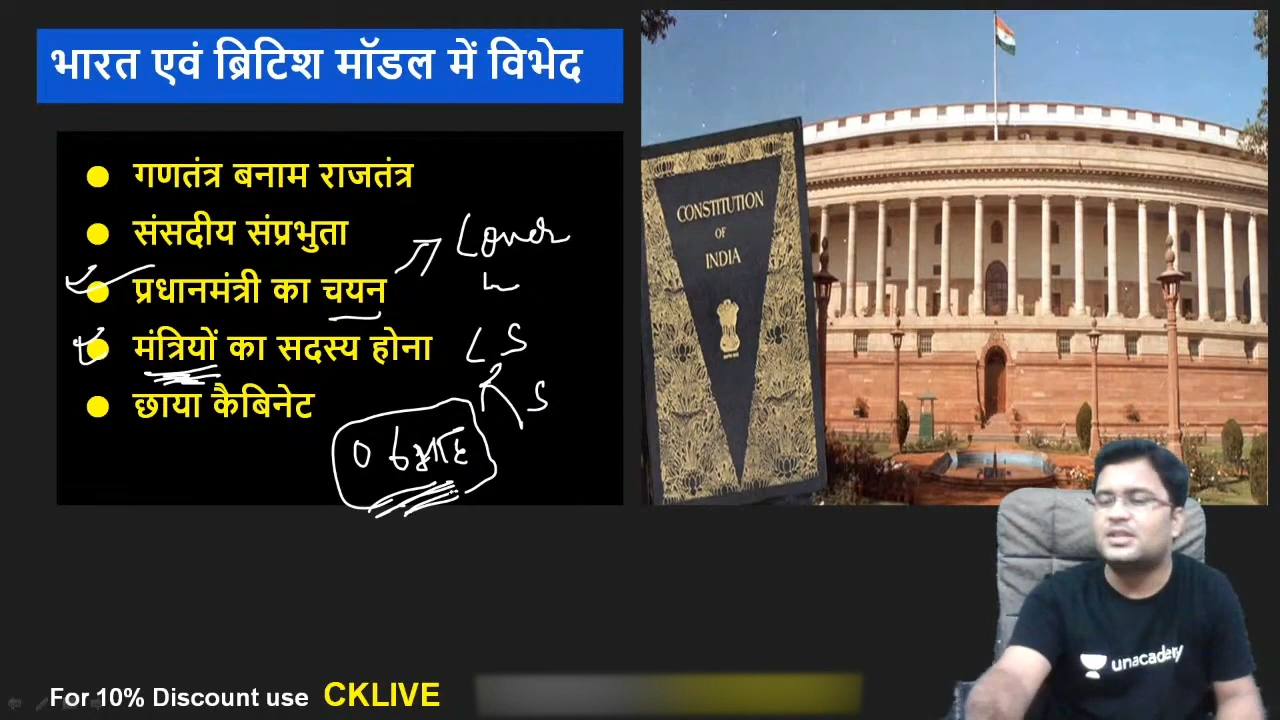 भारत एवं ब्रिटिश मॉडल में विभेद
गणतंत्र बनाम राजतंत्र
संसदीय संप्रभुता
प्रधानमंत्री का चयन
मंत्रियों का सदस्य होना
छाया कैबिनेट
Lower
LS
RS
6 माह
CONSTITUTION
OF
INDIA
unacademy
For 10% Discount use CKLIVE